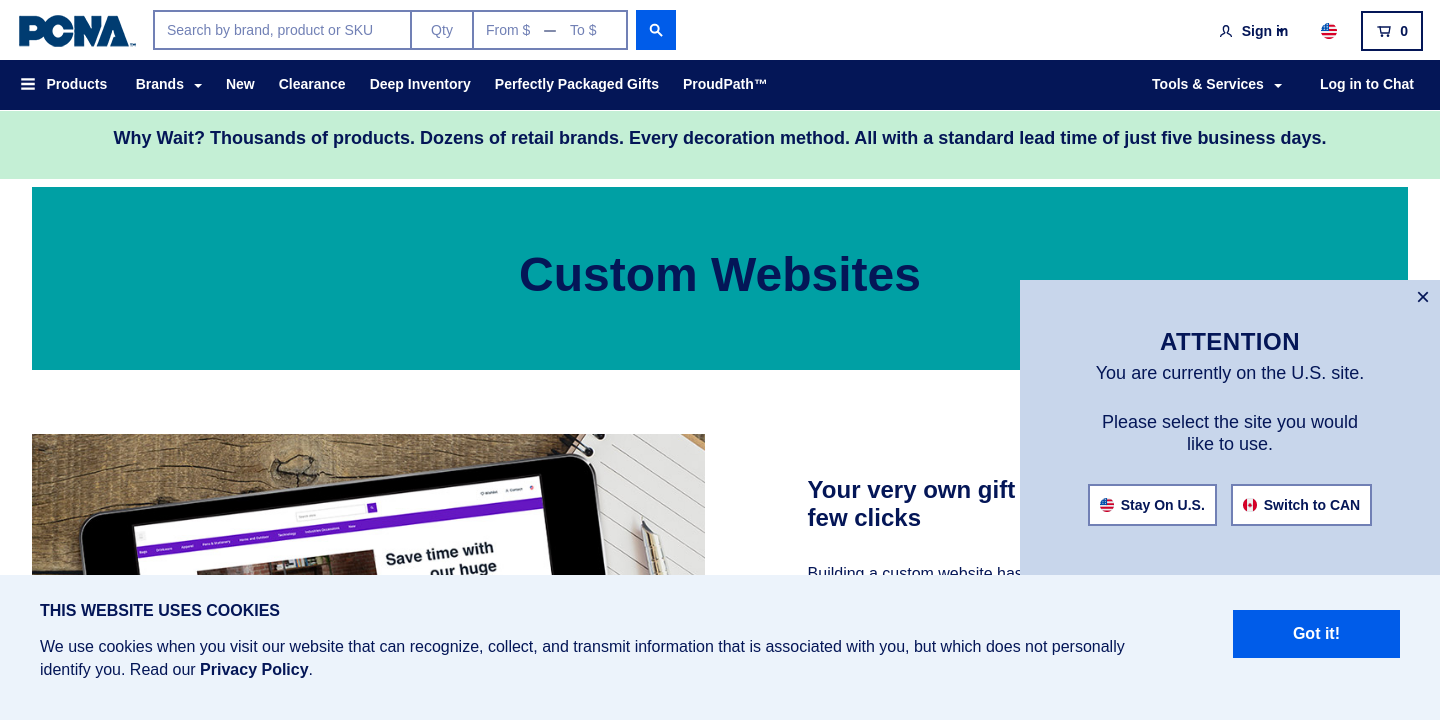 PCNA™
Search by brand, product or SKU
Qty
From $ — To $
Sign in
0
Products
Brands
New
Clearance
Deep Inventory
Perfectly Packaged Gifts
ProudPath™
Tools & Services
Log in to Chat
Why Wait? Thousands of products. Dozens of retail brands. Every decoration method. All with a standard lead time of just five business days.
Custom Websites
×
ATTENTION
You are currently on the U.S. site.
Please select the site you would
like to use.
Stay On U.S.
Switch to CAN
Save time with
our huge
Your very own gift
few clicks
Building a custom website has
THIS WEBSITE USES COOKIES
We use cookies when you visit our website that can recognize, collect, and transmit information that is associated with you, but which does not personally
identify you. Read our Privacy Policy.
Got it!